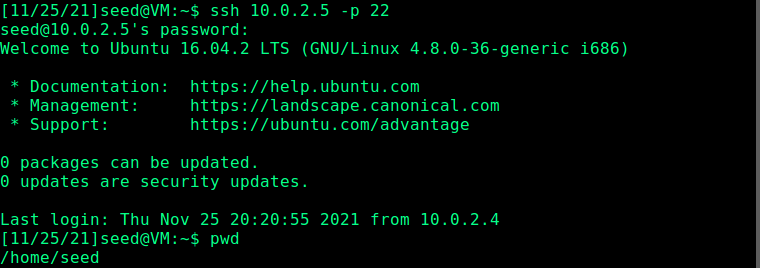 [11/25/21]seed@VM:~$ ssh 10.0.2.5 -p 22
seed@10.0.2.5's password:
Welcome to Ubuntu 16.04.2 LTS (GNU/Linux 4.8.0-36-generic i686)
* Documentation:  https://help.ubuntu.com
* Management:     https://landscape.canonical.com
* Support:        https://ubuntu.com/advantage
0 packages can be updated.
0 updates are security updates.
Last login: Thu Nov 25 20:20:55 2021 from 10.0.2.4
[11/25/21]seed@VM:~$ pwd
/home/seed